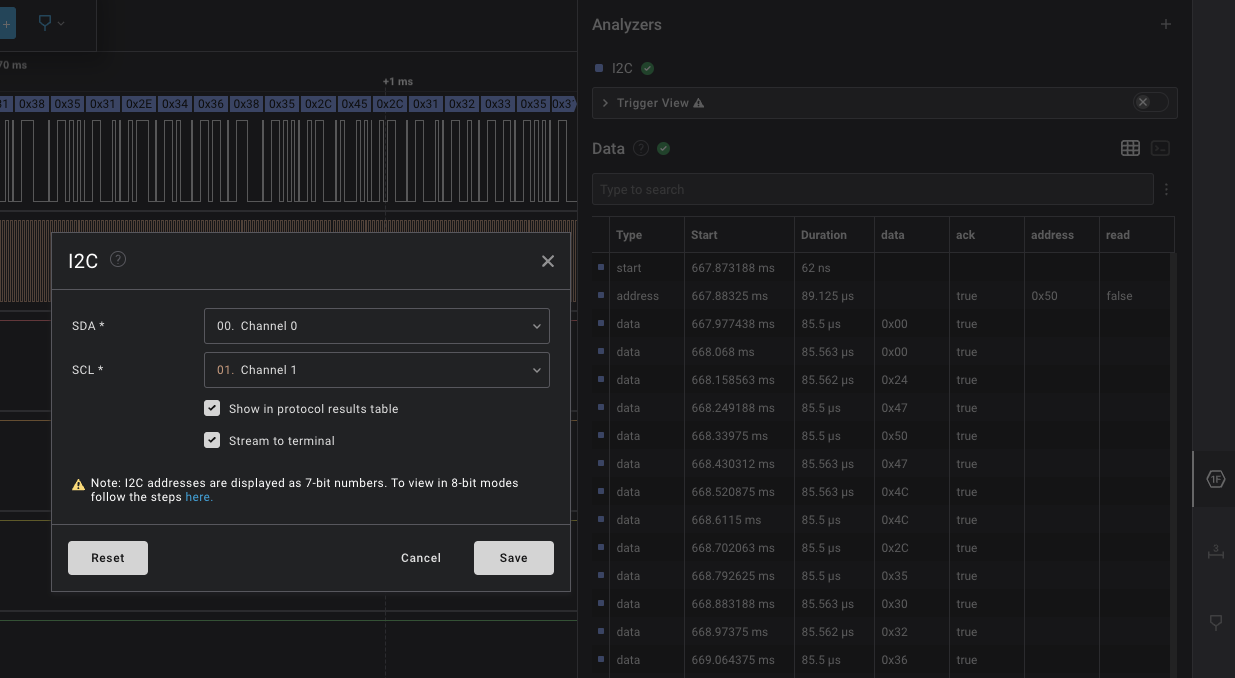 70 ms
+1 ms
31 0x38 0x35 0x31 0x2E 0x34 0x36 0x38 0x35 0x2C 0x45 0x2C 0x31 0x32 0x33 0x35
I2C ?
SDA *
00. Channel 0
SCL *
01. Channel 1
Show in protocol results table
Stream to terminal
Note: I2C addresses are displayed as 7-bit numbers. To view in 8-bit modes
follow the steps here.
Reset Cancel Save
Analyzers +
I2C
Trigger View
Data ?
Type to search
Type Start Duration data ack address read
start 667.873188 ms 62 ns
address 667.88325 ms 89.125 µs true 0x50 false
data 667.977438 ms 85.5 µs 0x00 true
data 668.068 ms 85.563 µs 0x00 true
data 668.158563 ms 85.562 µs 0x24 true
data 668.249188 ms 85.5 µs 0x47 true
data 668.33975 ms 85.5 µs 0x50 true
data 668.430312 ms 85.563 µs 0x47 true
data 668.520875 ms 85.563 µs 0x4C true
data 668.6115 ms 85.5 µs 0x4C true
data 668.702063 ms 85.5 µs 0x2C true
data 668.792625 ms 85.5 µs 0x35 true
data 668.883188 ms 85.563 µs 0x30 true
data 668.97375 ms 85.562 µs 0x32 true
data 669.064375 ms 85.5 µs 0x36 true
1F